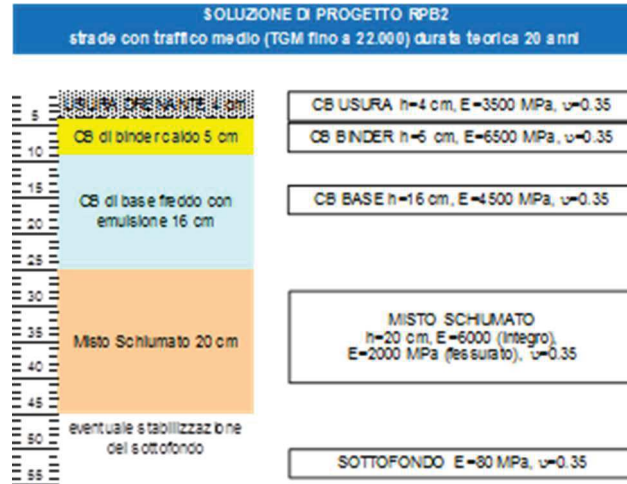 SOLUZIONE DI PROGETTO RPB2
strade con traffico medio (TGM fino a 22.000) durata teorica 20 anni
5
10
15
20
25
30
35
40
45
50
55
USURA DRENANTE 4 cm
CB di binder caldo 5 cm
CB di base freddo con
emulsione 16 cm
Misto Schiumato 20 cm
eventuale stabilizzazione
del sottofondo
CB USURA h=4 cm, E=3500 MPa, υ=0.35
CB BINDER h=5 cm, E=6500 MPa, υ=0.35
CB BASE h=16 cm, E=4500 MPa, υ=0.35
MISTO SCHIUMATO
h=20 cm, E=6000 (integro),
E=2000 MPa (fessurato), υ=0.35
SOTTOFONDO E=80 MPa, υ=0.35